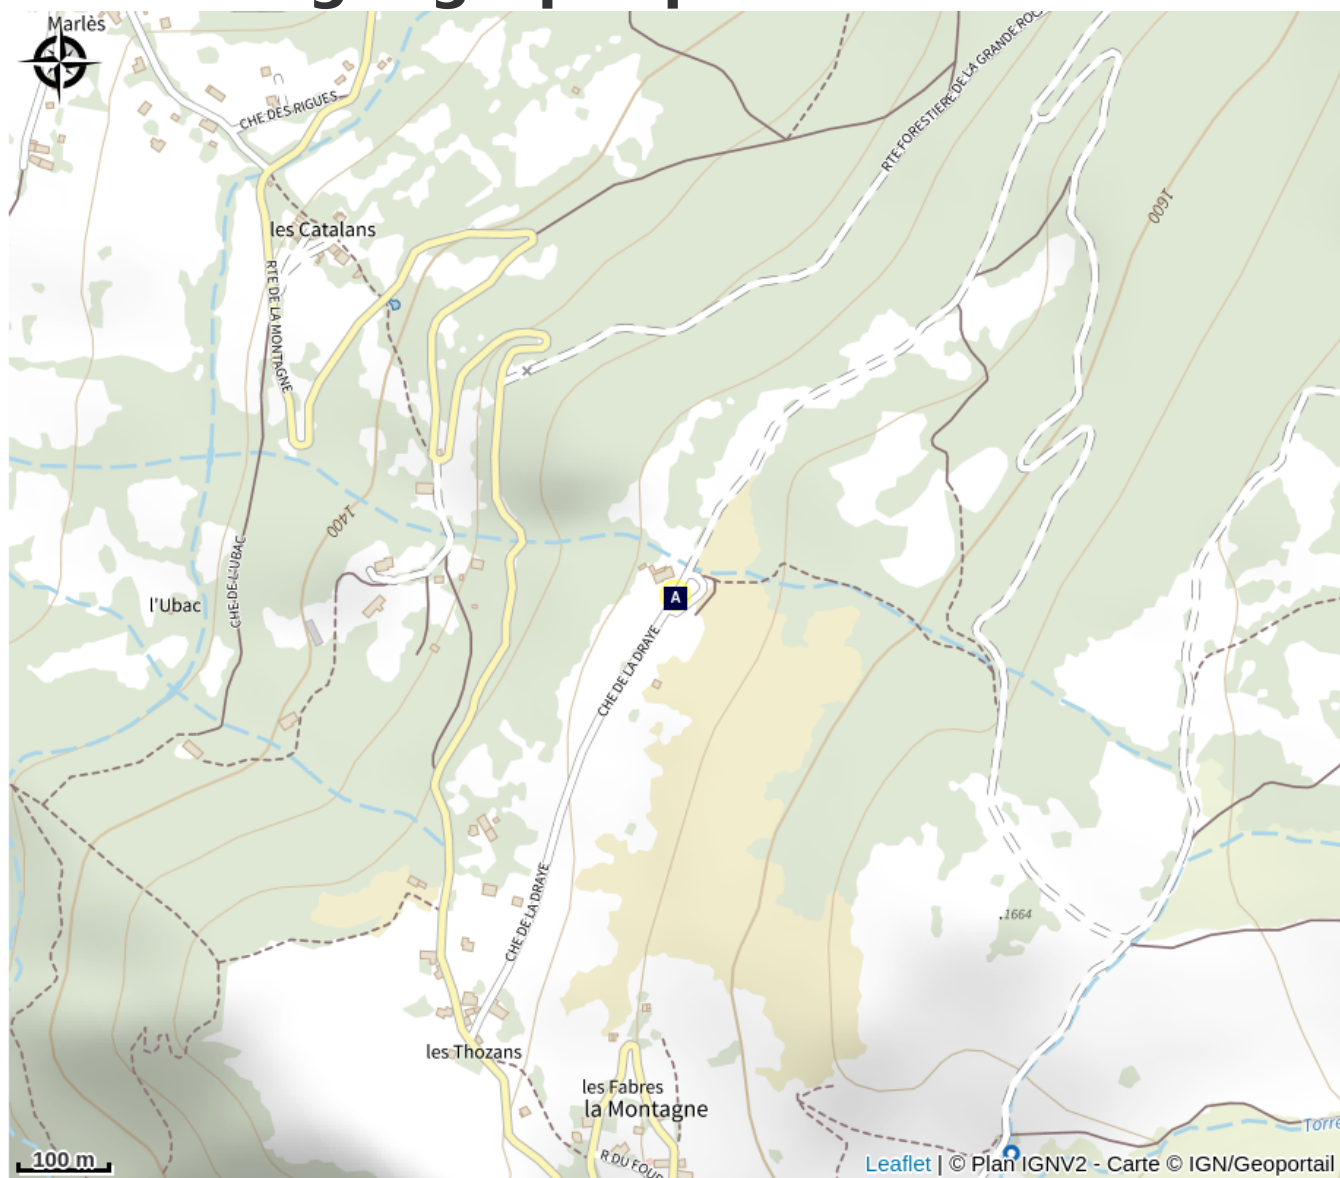 Marlès
CHE DES RIGUES
RTE FORESTIERE DE LA GRANDE ROC
1600
les Catalans
RTE DE LA MONTAGNE
1400
CHE DE L'UBAC
l'Ubac
A
CHE DE LA DRAYE
CHE DE LA DRAYE
1664
les Thozans
les Fabres
la Montagne
R DU FOUR
Torre
100 m
Leaflet | © Plan IGNV2 - Carte © IGN/Geoportail